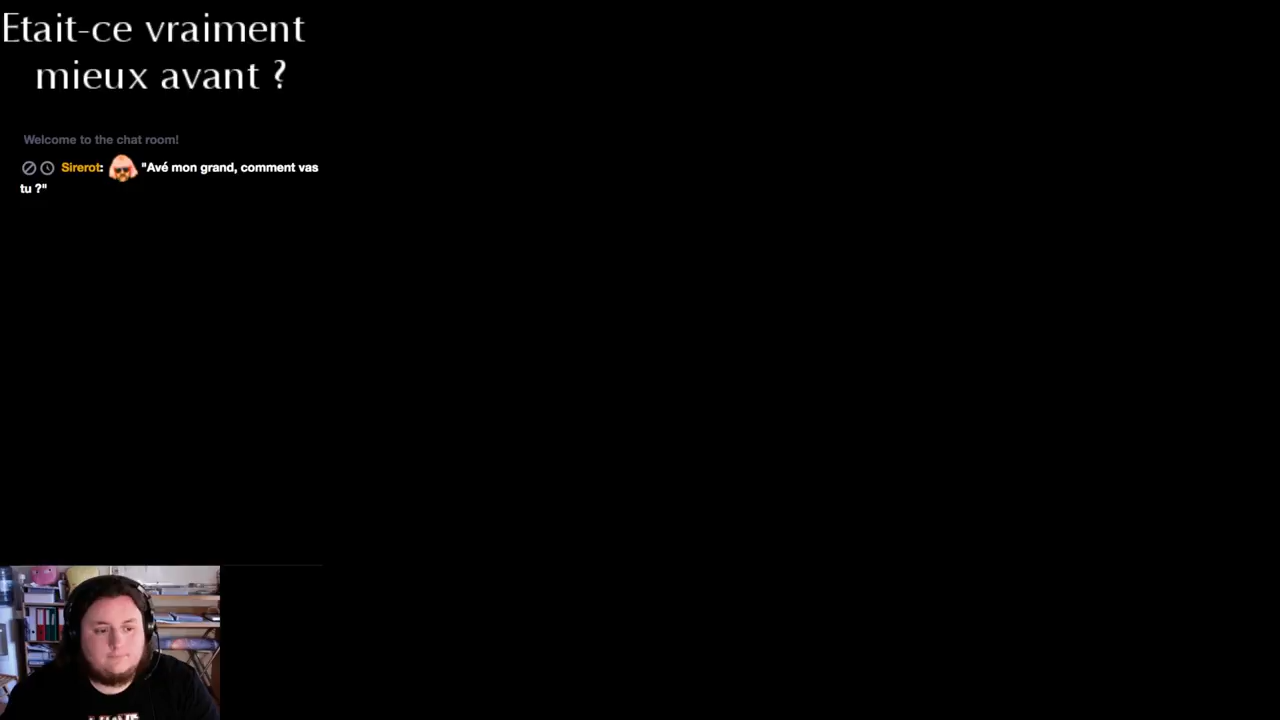 Etait-ce vraiment
mieux avant ?
Welcome to the chat room!
Sirerot: "Avé mon grand, comment vas
tu ?"